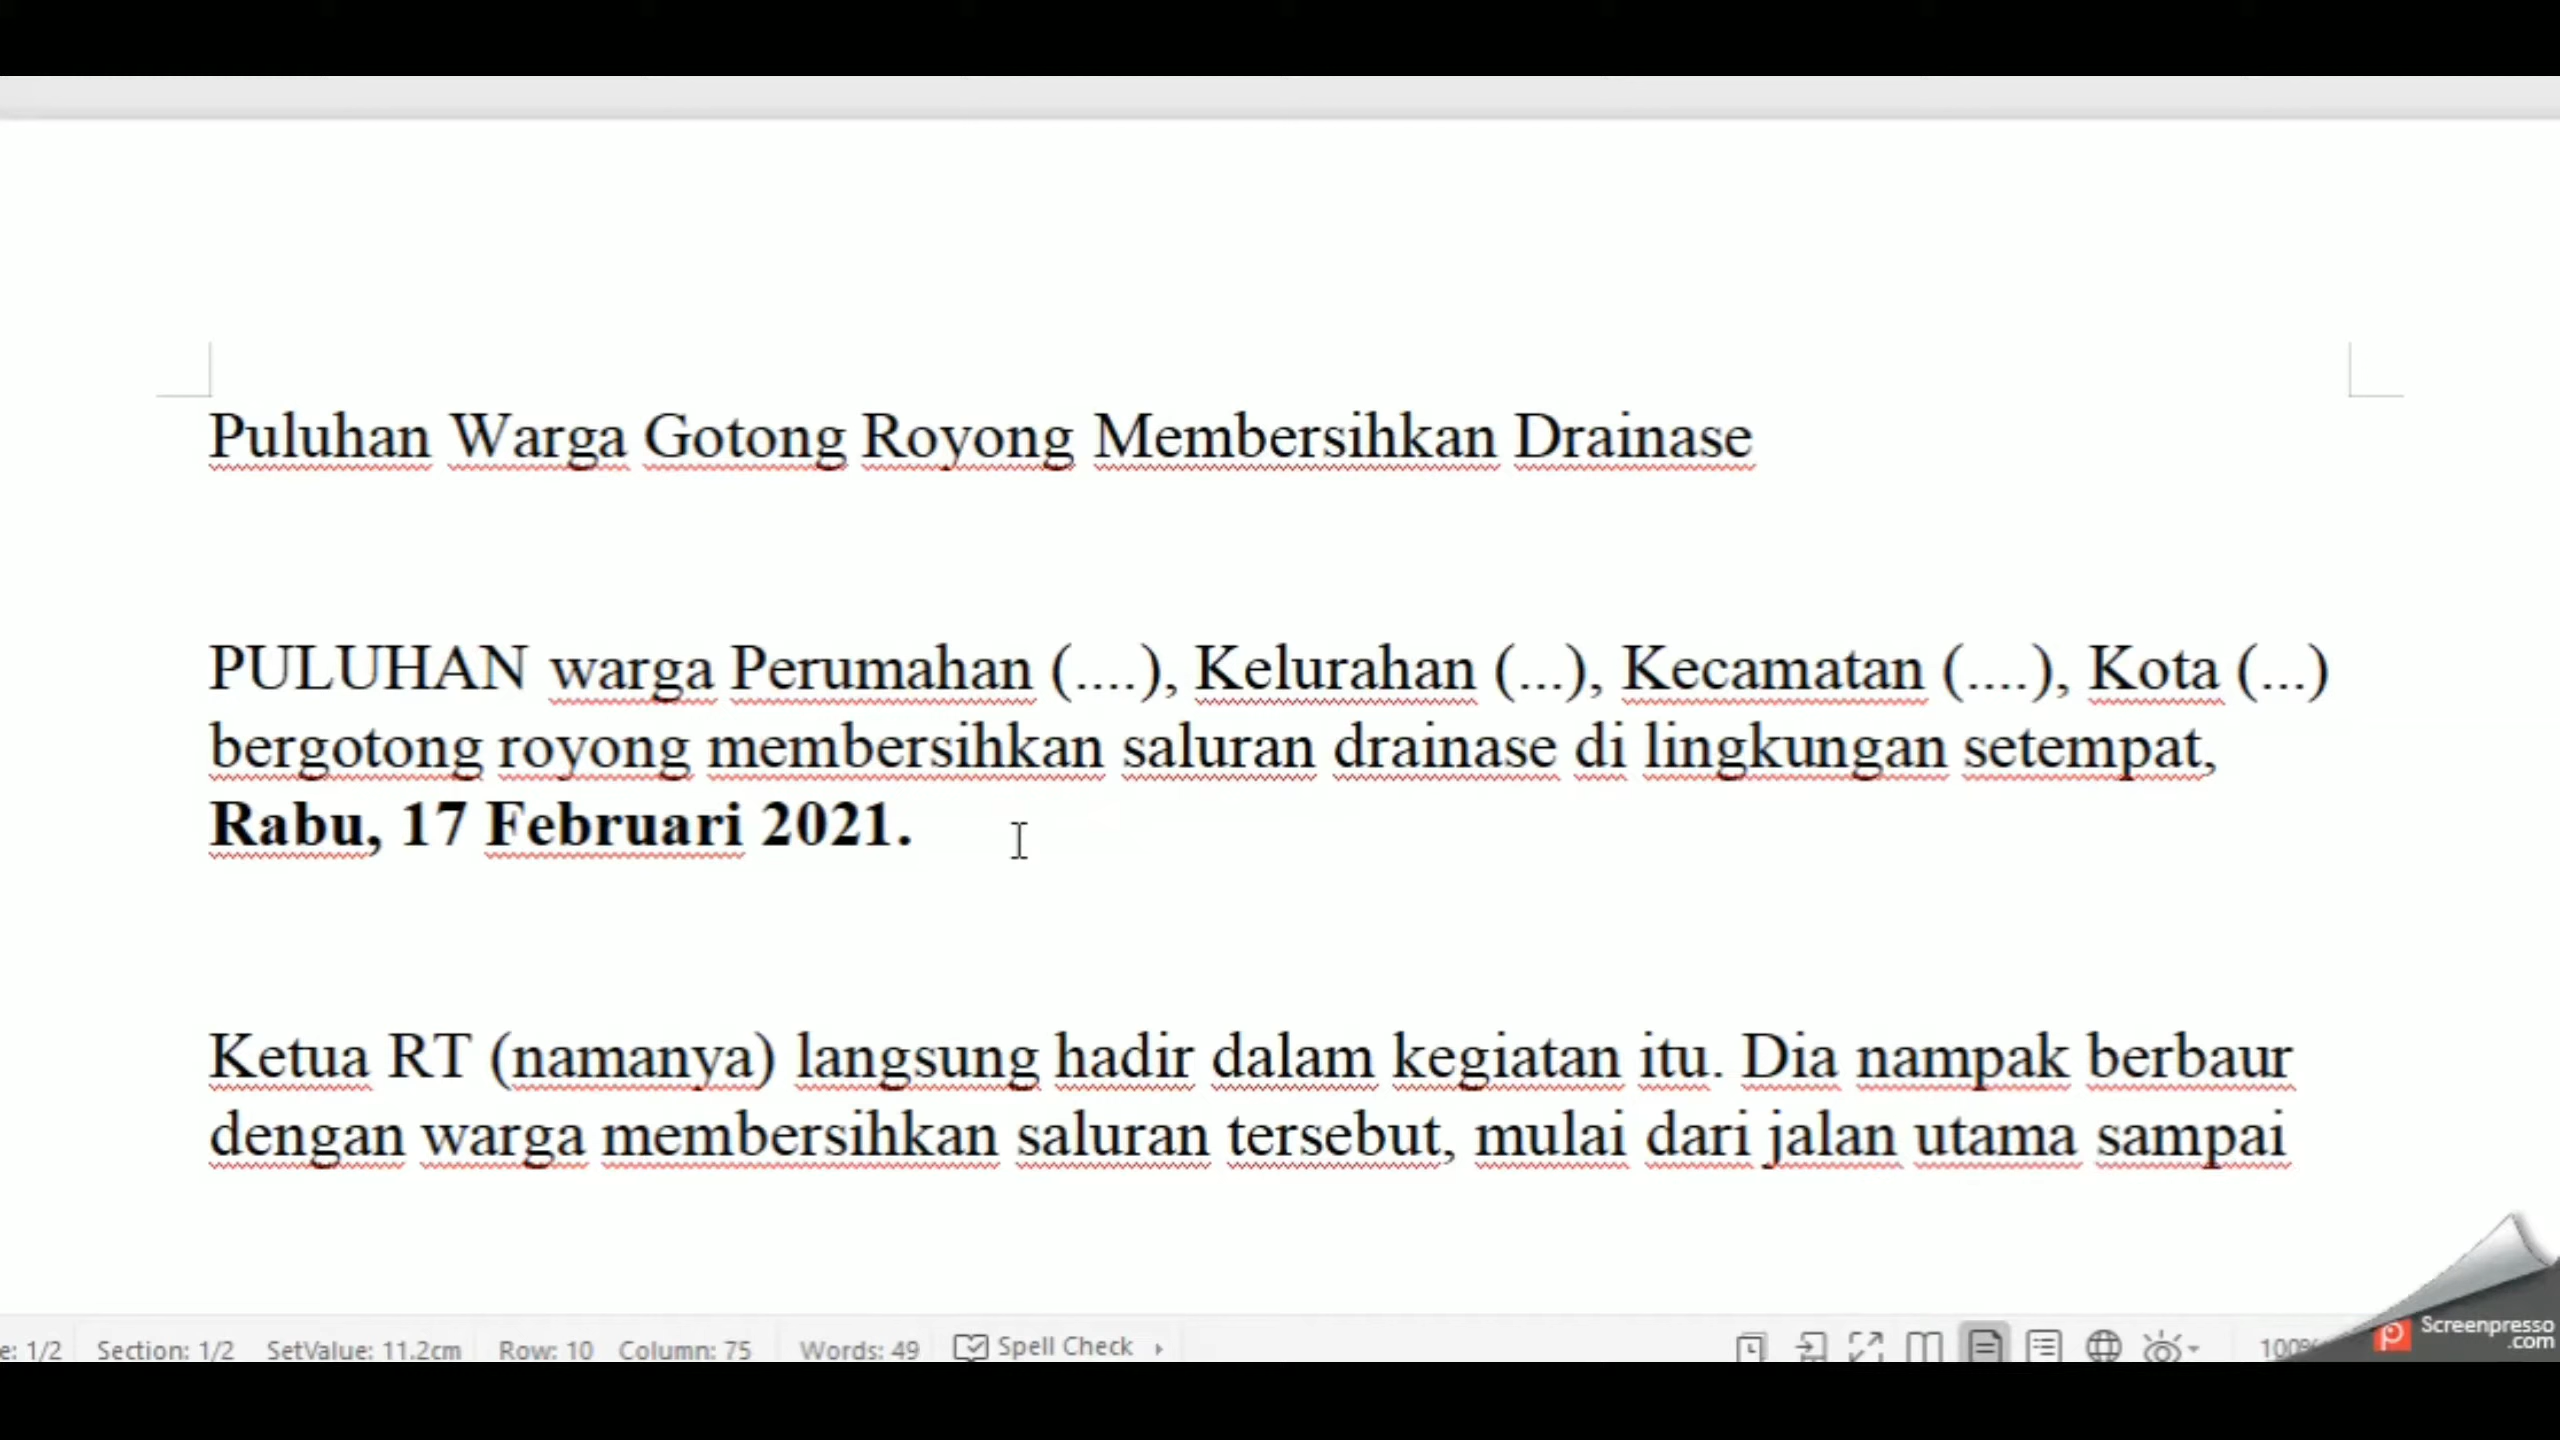 Puluhan Warga Gotong Royong Membersihkan Drainase
PULUHAN warga Perumahan (....), Kelurahan (...), Kecamatan (....), Kota (...)
bergotong royong membersihkan saluran drainase di lingkungan setempat,
Rabu, 17 Februari 2021.
Ketua RT (namanya) langsung hadir dalam kegiatan itu. Dia nampak berbaur
dengan warga membersihkan saluran tersebut, mulai dari jalan utama sampai
e: 1/2 Section: 1/2 SetValue: 11.2cm Row: 10 Column: 75 Words: 49 Spell Check 100%
Screenpresso
.com